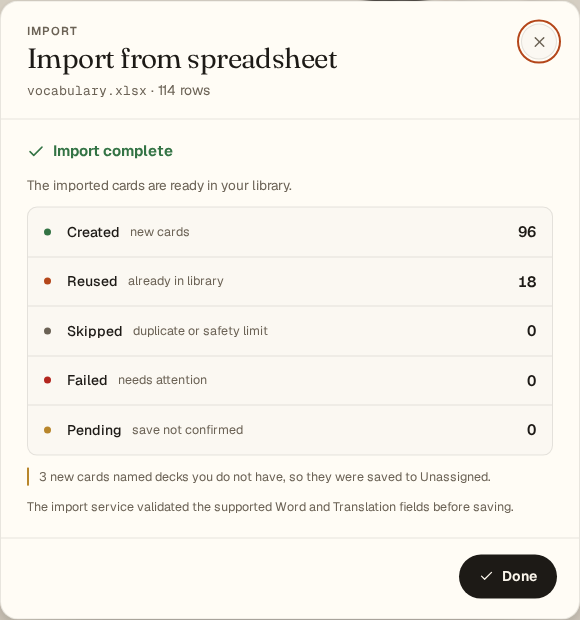 IMPORT
Import from spreadsheet
vocabulary.xlsx · 114 rows
Import complete
The imported cards are ready in your library.
Created new cards 96
Reused already in library 18
Skipped duplicate or safety limit 0
Failed needs attention 0
Pending save not confirmed 0
3 new cards named decks you do not have, so they were saved to Unassigned.
The import service validated the supported Word and Translation fields before saving.
Done